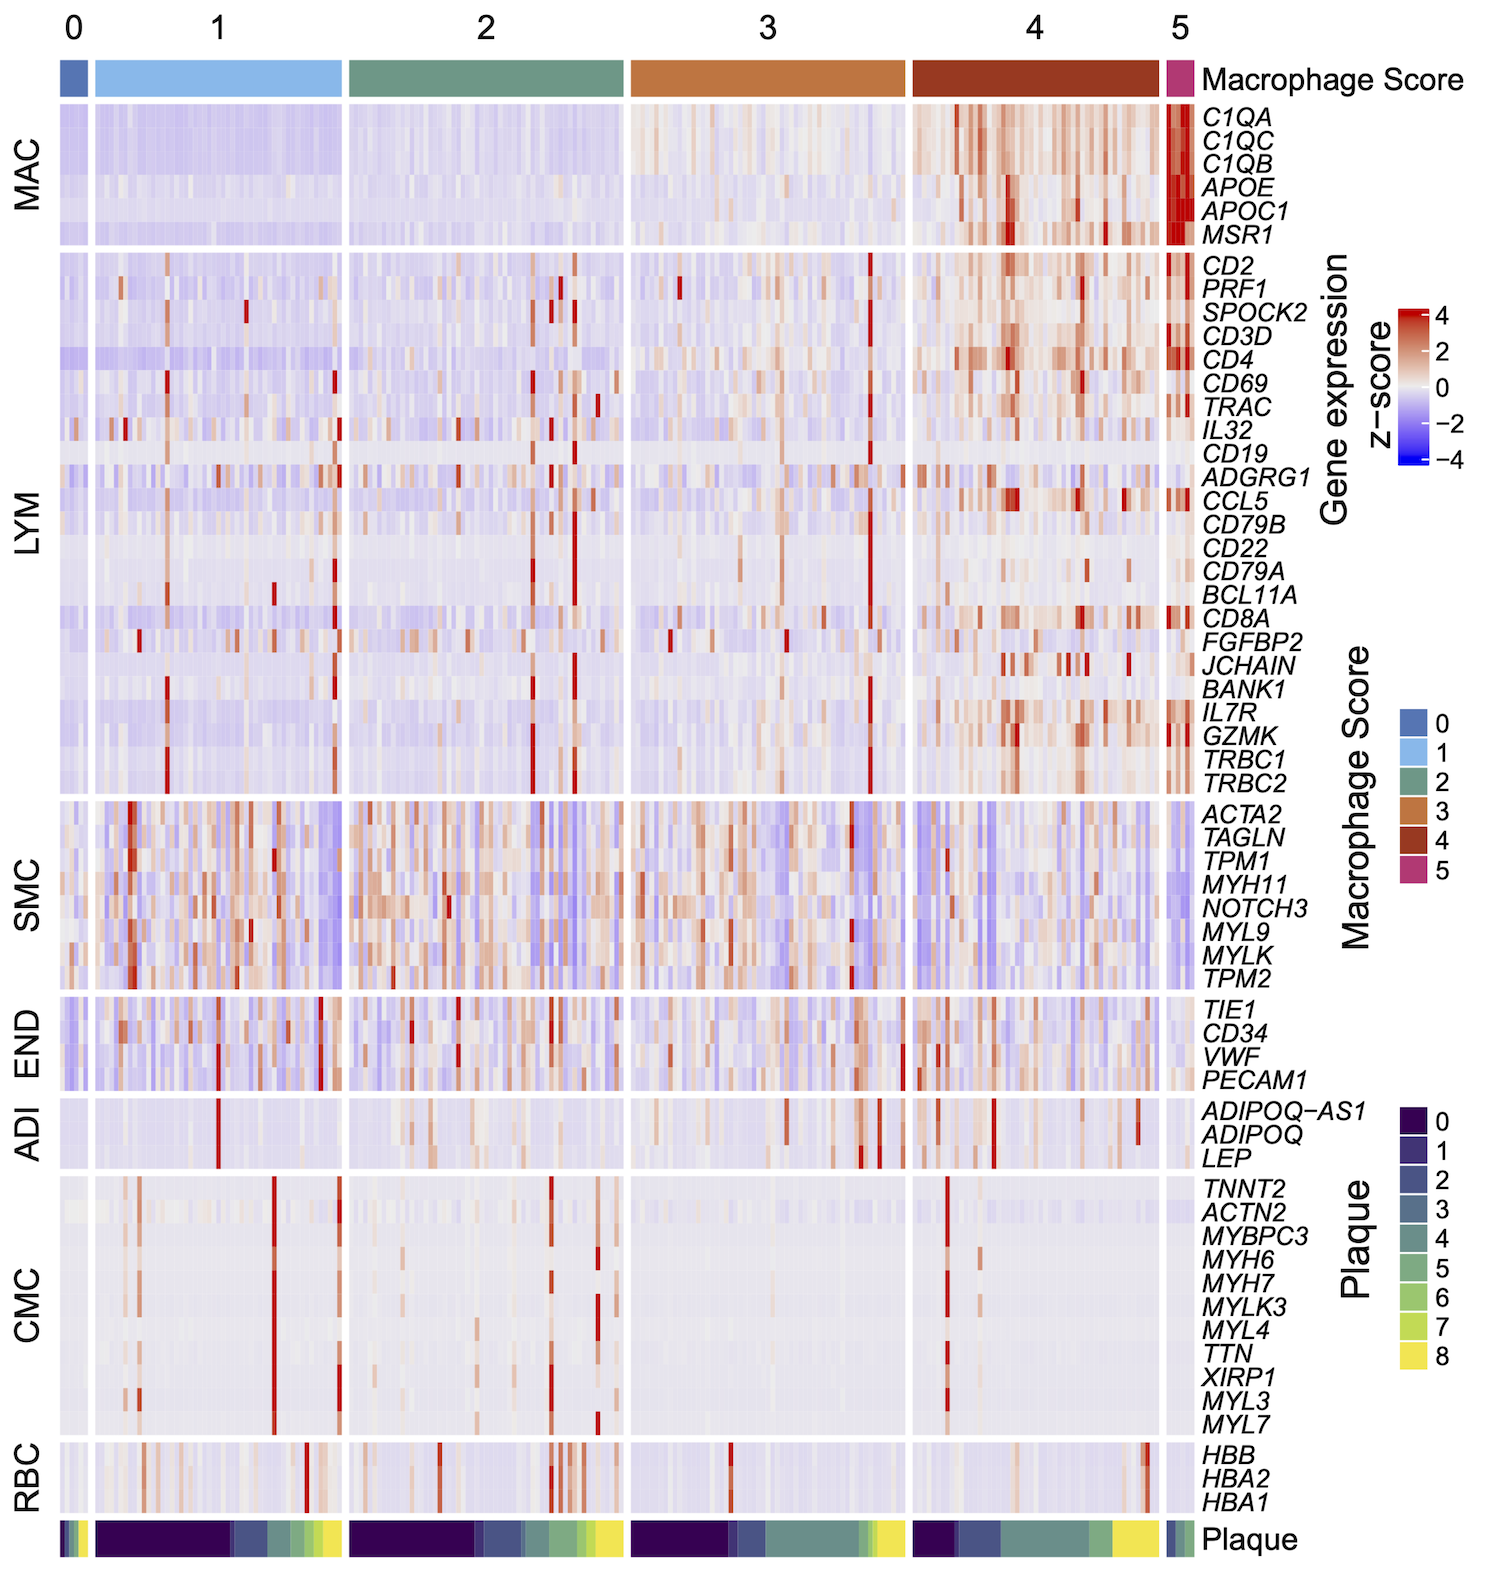 0 1 2 3 4 5
Macrophage Score
MAC
C1QA
C1QC
C1QB
APOE
APOC1
MSR1
LYM
CD2
PRF1
SPOCK2
CD3D
CD4
CD69
TRAC
IL32
CD19
ADGRG1
CCL5
CD79B
CD22
CD79A
BCL11A
CD8A
FGFBP2
JCHAIN
BANK1
IL7R
GZMK
TRBC1
TRBC2
SMC
ACTA2
TAGLN
TPM1
MYH11
NOTCH3
MYL9
MYLK
TPM2
END
TIE1
CD34
VWF
PECAM1
ADI
ADIPOQ−AS1
ADIPOQ
LEP
CMC
TNNT2
ACTN2
MYBPC3
MYH6
MYH7
MYLK3
MYL4
TTN
XIRP1
MYL3
MYL7
RBC
HBB
HBA2
HBA1
Plaque
Gene expression
z−score
4
2
0
−2
−4
Macrophage Score
0
1
2
3
4
5
Plaque
0
1
2
3
4
5
6
7
8